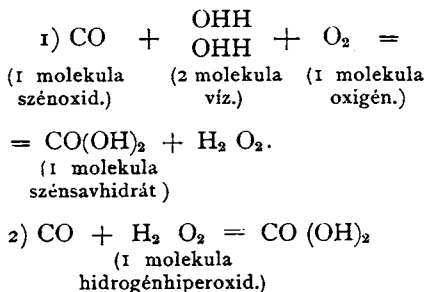 OHH
1) CO + OHH + O₂ =
(1 molekula (2 molekula (1 molekula
szénoxid.) víz.) oxigén.)
= CO(OH)₂ + H₂ O₂.
(1 molekula
szénsavhidrát )
2) CO + H₂ O₂ = CO (OH)₂
(1 molekula
hidrogénhiperoxid.)